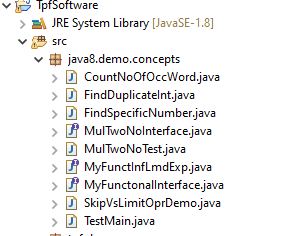 TpfSoftware
JRE System Library [JavaSE-1.8]
src
java8.demo.concepts
CountNoOfOccWord.java
FindDuplicateInt.java
FindSpecificNumber.java
MulTwoNoInterface.java
MulTwoNoTest.java
MyFunctInfLmdExp.java
MyFunctonalInterface.java
SkipVsLimitOprDemo.java
TestMain.java